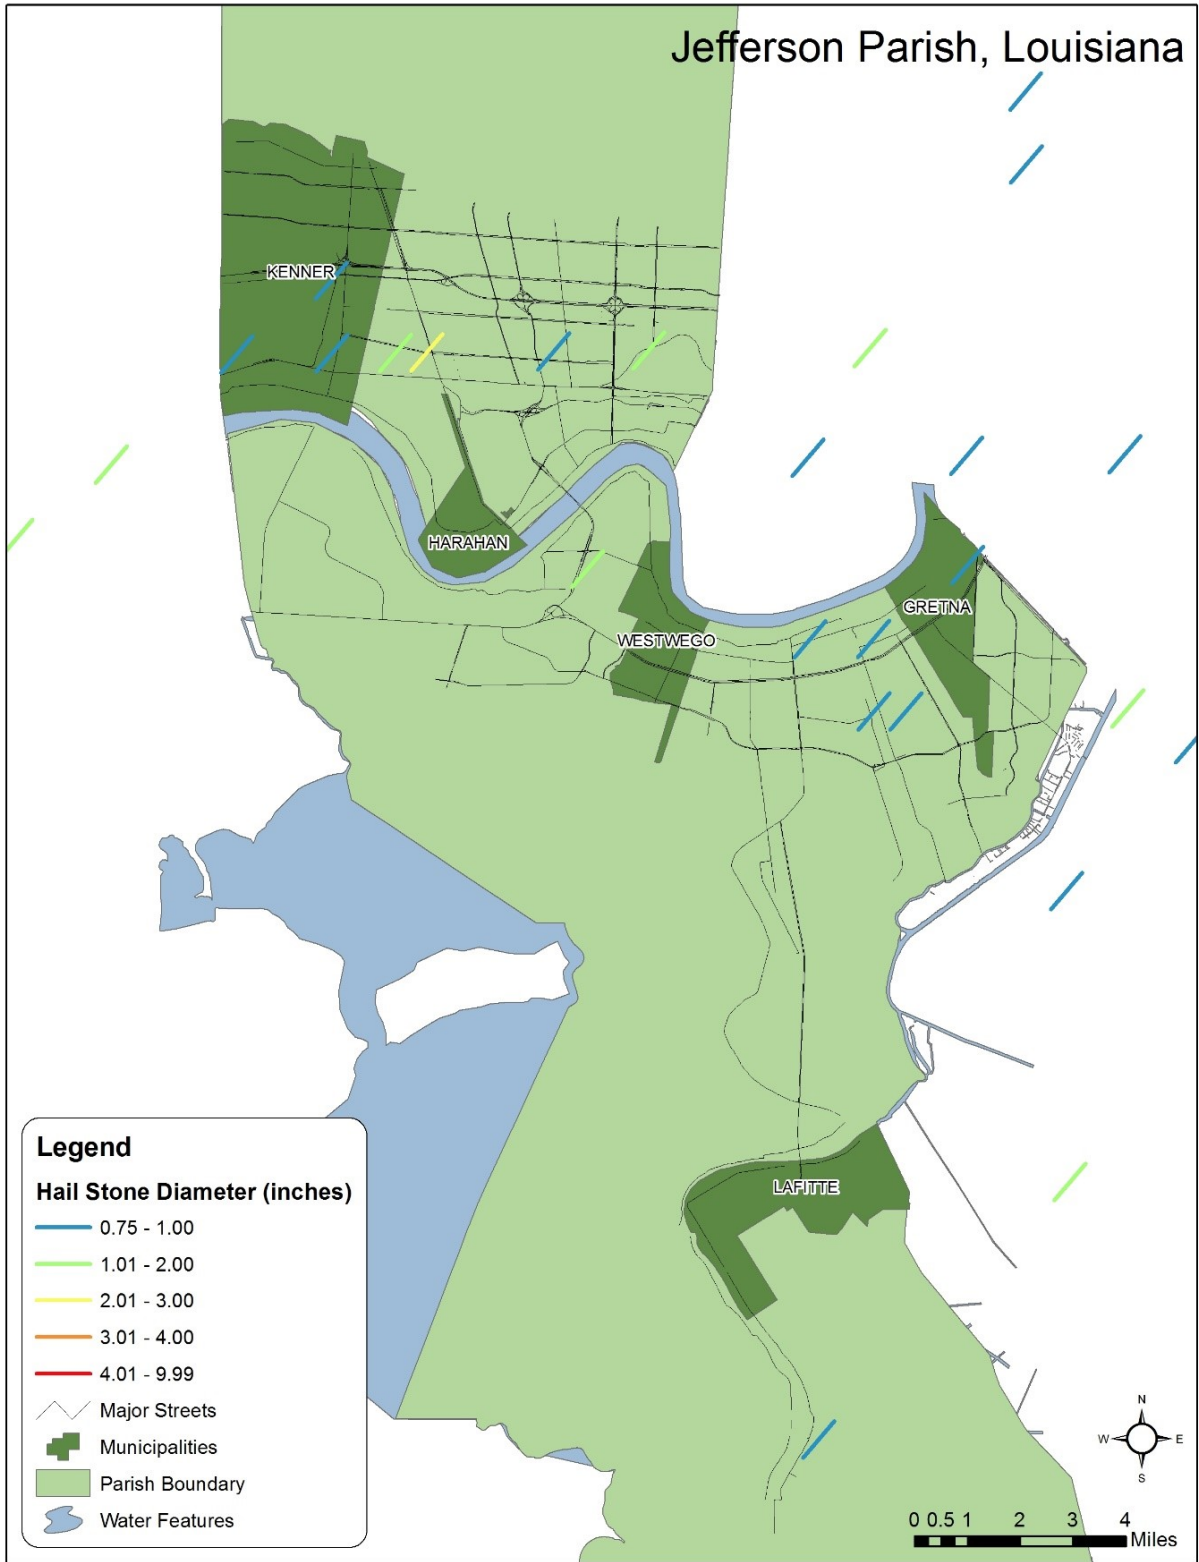 Jefferson Parish, Louisiana
KENNER
HARAHAN
WESTWEGO
GRETNA
LAFITTE
Legend
Hail Stone Diameter (inches)
0.75 - 1.00
1.01 - 2.00
2.01 - 3.00
3.01 - 4.00
4.01 - 9.99
Major Streets
Municipalities
Parish Boundary
Water Features
N
W E
S
0 0.5 1 2 3 4
Miles